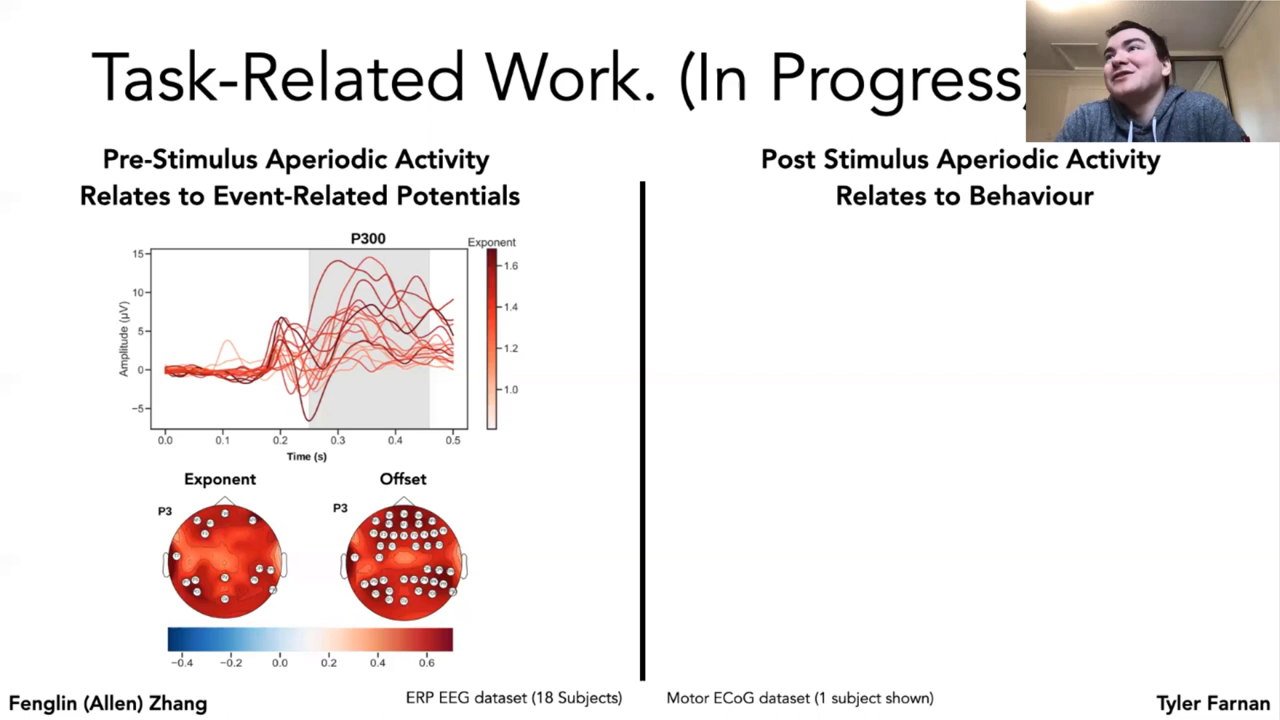 Task-Related Work. (In Progress)
Pre-Stimulus Aperiodic Activity
Relates to Event-Related Potentials
Post Stimulus Aperiodic Activity
Relates to Behaviour
P300
Exponent
Amplitude (μV)
15
10
5
0
−5
0.0 0.1 0.2 0.3 0.4 0.5
Time (s)
1.6
1.4
1.2
1.0
Exponent
Offset
P3
P3
−0.4 −0.2 0.0 0.2 0.4 0.6
ERP EEG dataset (18 Subjects)
Motor ECoG dataset (1 subject shown)
Fenglin (Allen) Zhang
Tyler Farnan